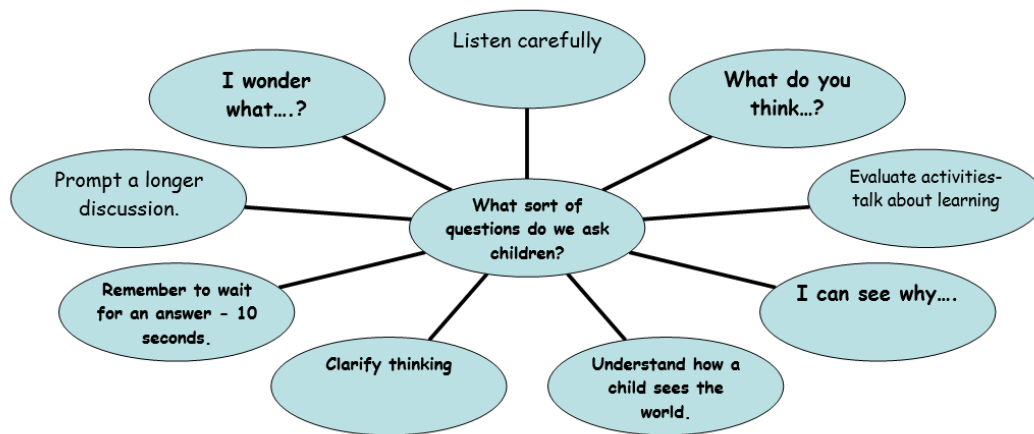 Listen carefully
I wonder
what….?
What do you
think…?
Prompt a longer
discussion.
Evaluate activities-
talk about learning
What sort of
questions do we ask
children?
Remember to wait
for an answer – 10
seconds.
I can see why….
Clarify thinking
Understand how a
child sees the
world.